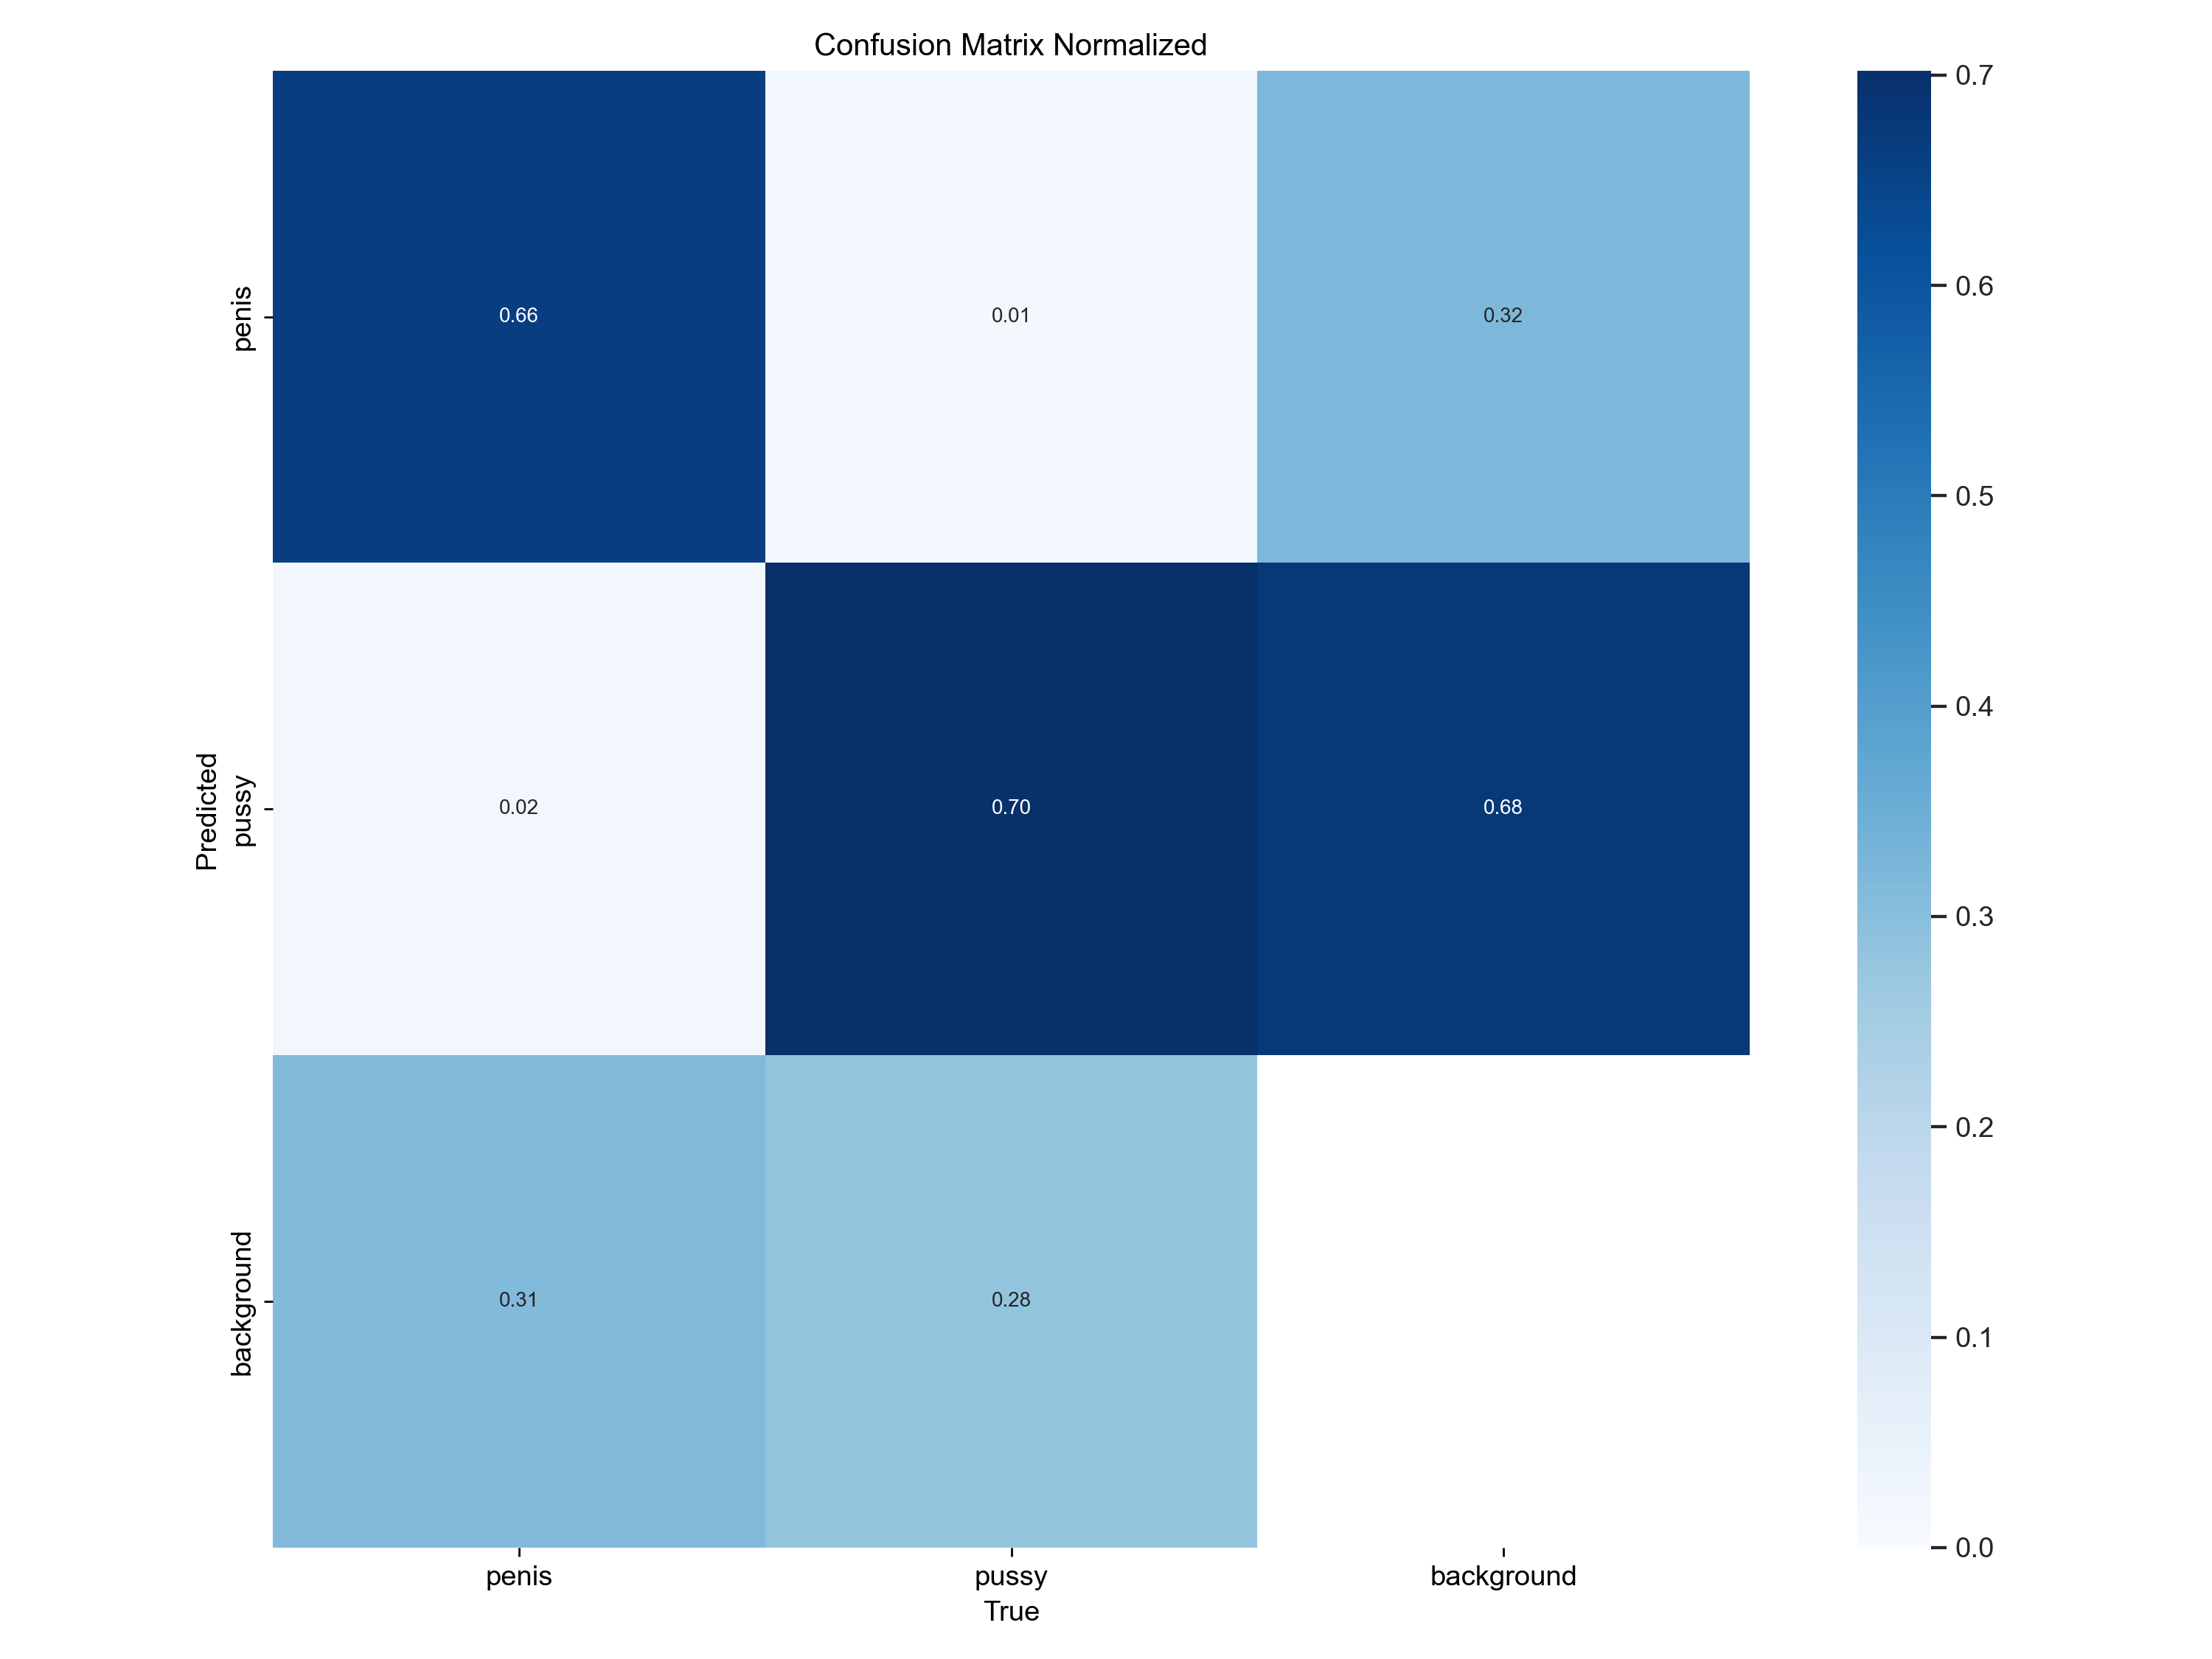 Confusion Matrix Normalized
penis
0.66
0.01
0.32
Predicted
pussy
0.02
0.70
0.68
background
0.31
0.28
penis
pussy
background
True
0.7
0.6
0.5
0.4
0.3
0.2
0.1
0.0